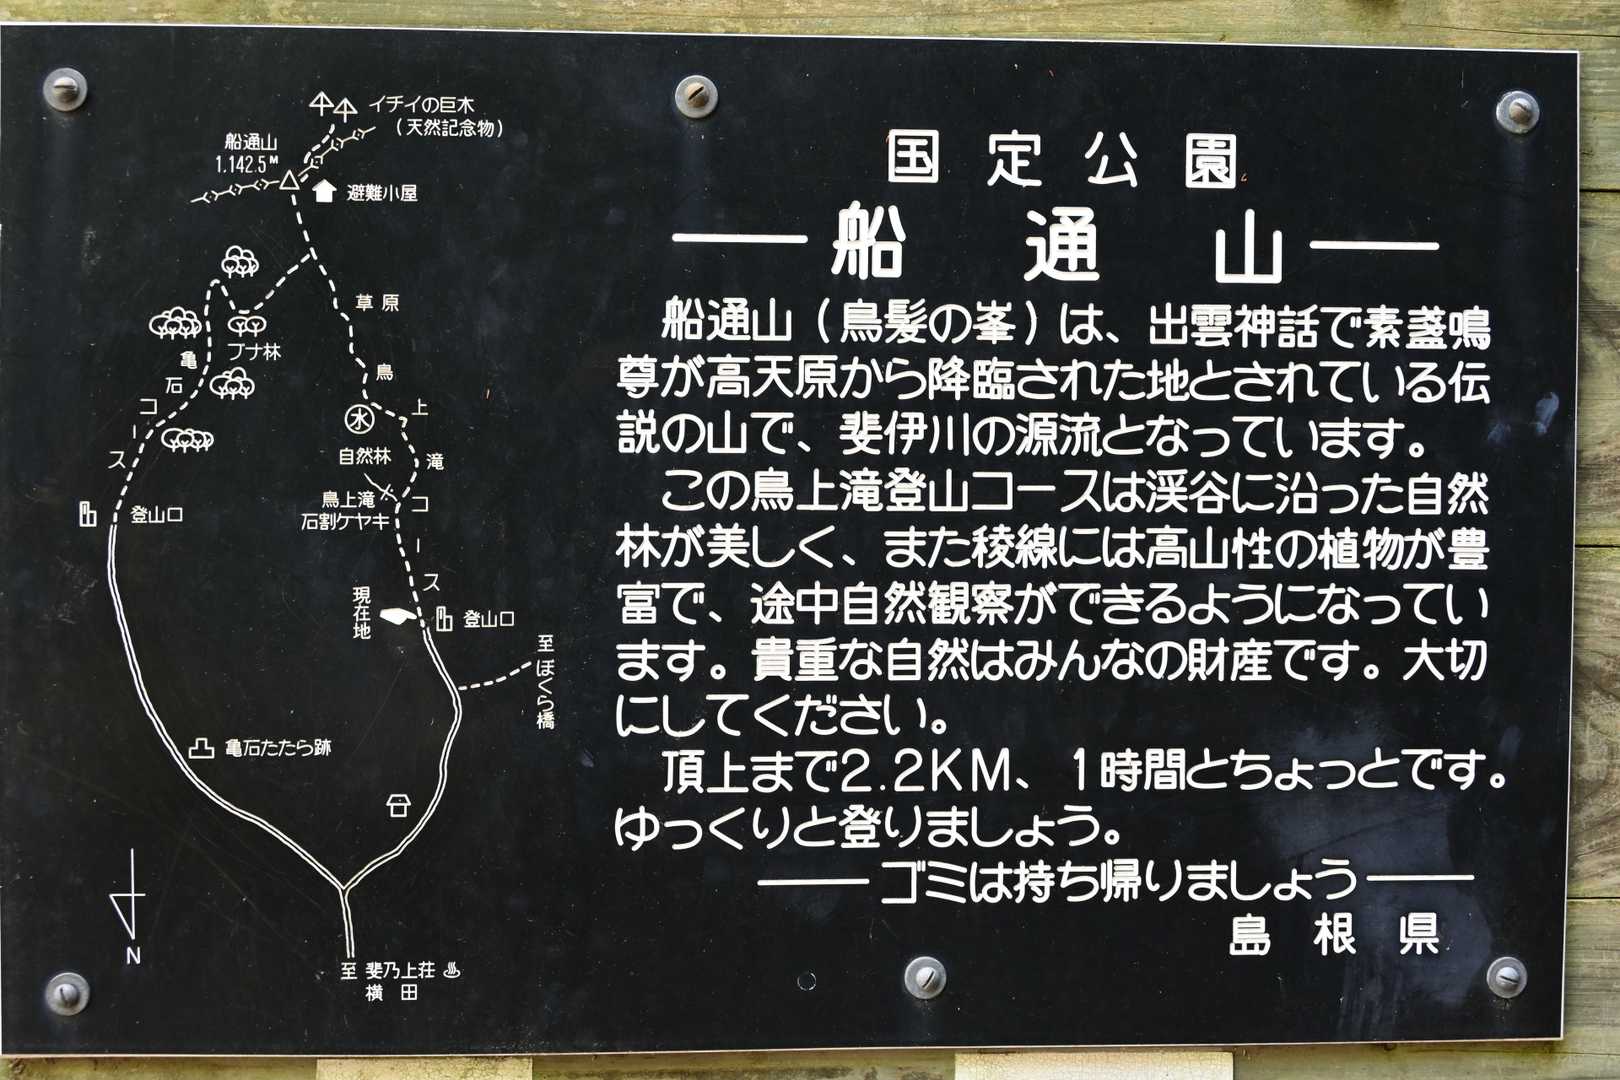 国定公園
船通山
船通山（鳥髪の峯）は、出雲神話で素盞鳴
尊が高天原から降臨された地とされている伝
説の山で、斐伊川の源流となっています。
この鳥上滝登山コースは渓谷に沿った自然
林が美しく、また稜線には高山性の植物が豊
富で、途中自然観察ができるようになってい
ます。貴重な自然はみんなの財産です。大切
にしてください。
頂上まで2.2KM、1時間とちょっとです。
ゆっくりと登りましょう。
ゴミは持ち帰りましょう
島根県
イチイの巨木
（天然記念物）
船通山
1.142.5M
避難小屋
草原
ブナ林
亀石コース
鳥上滝コース
水
自然林
鳥上滝
石割ケヤキ
登山口
現在地
登山口
至ぼくら橋
亀石たたら跡
N
至 斐乃上荘
横田